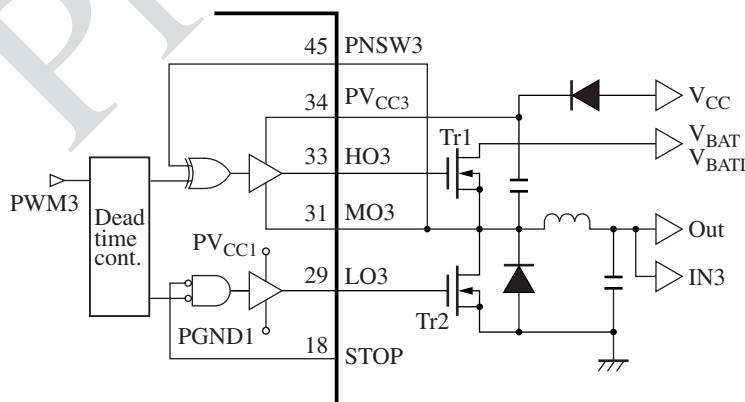 45 PNSW3
34 PVCC3
VCC
Tr1
VBAT
VBATI
33 HO3
PWM3
Dead
time
cont.
31 MO3
PVCC1
Out
29 LO3
IN3
PGND1
Tr2
18 STOP